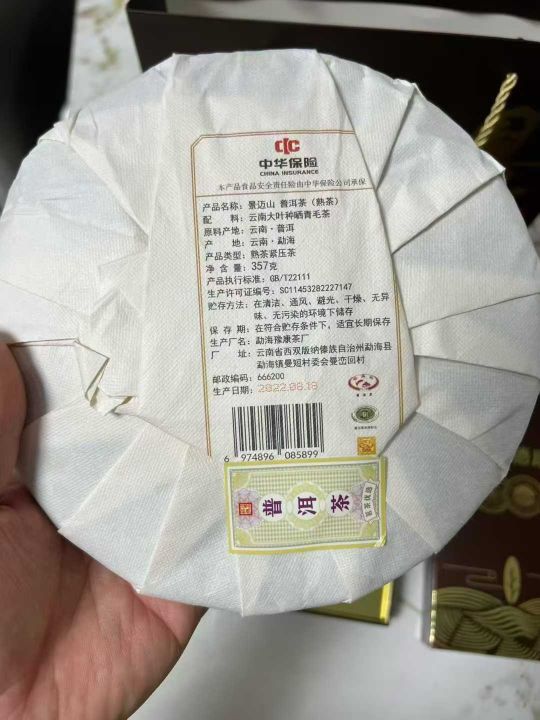 CIC
中华保险
CHINA INSURANCE
本产品食品安全责任险由中华保险公司承保
产品名称：景迈山 普洱茶（熟茶）
配 料：云南大叶种晒青毛茶
原料产地：云南·普洱
产 地：云南·勐海
产品类型：熟茶紧压茶
净 含 量：357克
产品执行标准：GB/T22111
生产许可证编号：SC11453282227147
贮存方法：在清洁、通风、避光、干燥、无异
味、无污染的环境下储存
保 存 期：在符合贮存条件下，适宜长期保存
生产厂名：勐海豫康茶厂
厂 址：云南省西双版纳傣族自治州勐海县
勐海镇曼短村委会曼峦回村
邮政编码：666200
生产日期：2022.08.18
6 974896 085899
普洱茶